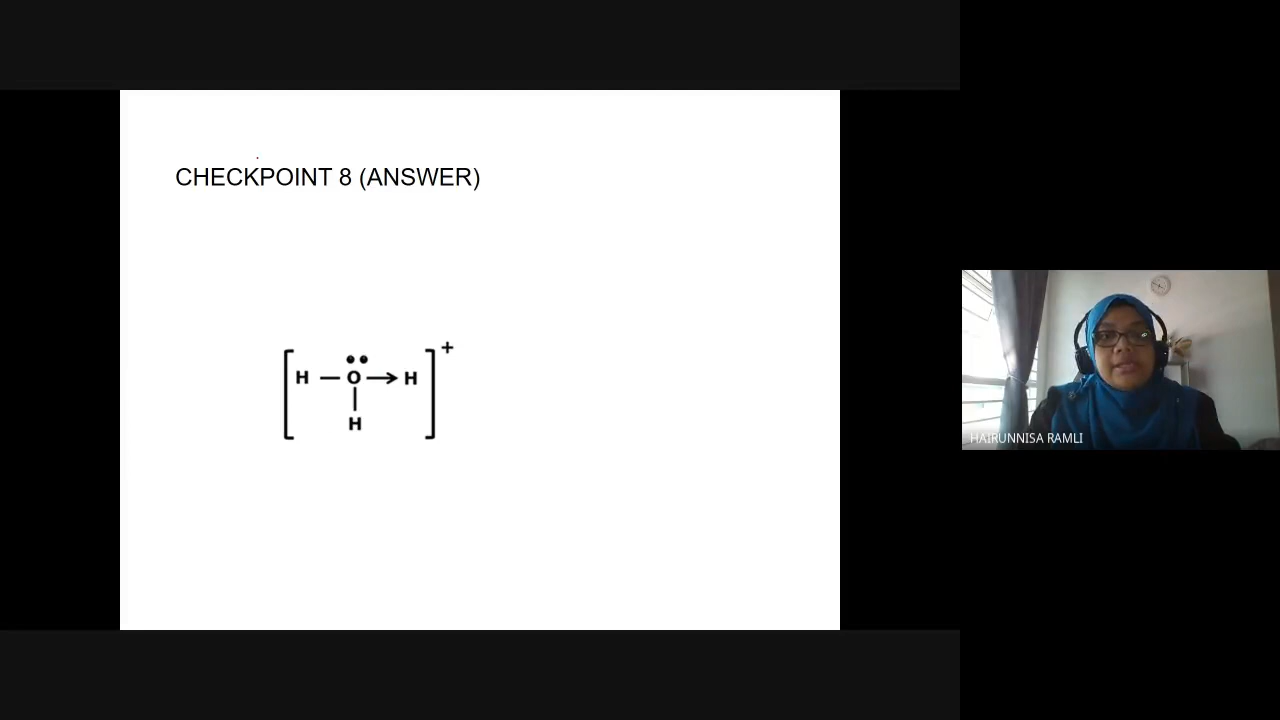 CHECKPOINT 8 (ANSWER)
+
H — O → H
H
HAIRUNNISA RAMLI